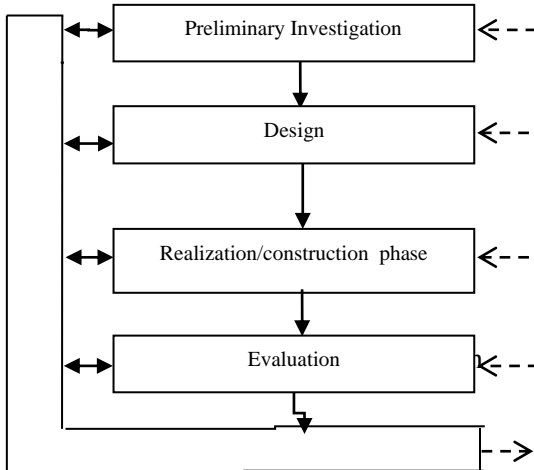 Preliminary Investigation
Design
Realization/construction phase
Evaluation